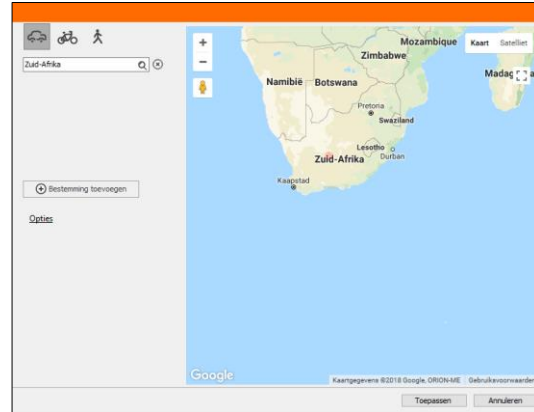 Zuid-Afrika
Bestemming toevoegen
Opties
Mozambique
Kaart Satelliet
Zimbabwe
Namibië Botswana
Pretoria
Swaziland
Lesotho
Zuid-Afrika Durban
Kaapstad
Google
Kaartgegevens ©2018 Google, ORION-ME Gebruiksvoorwaarden
Toepassen Annuleren